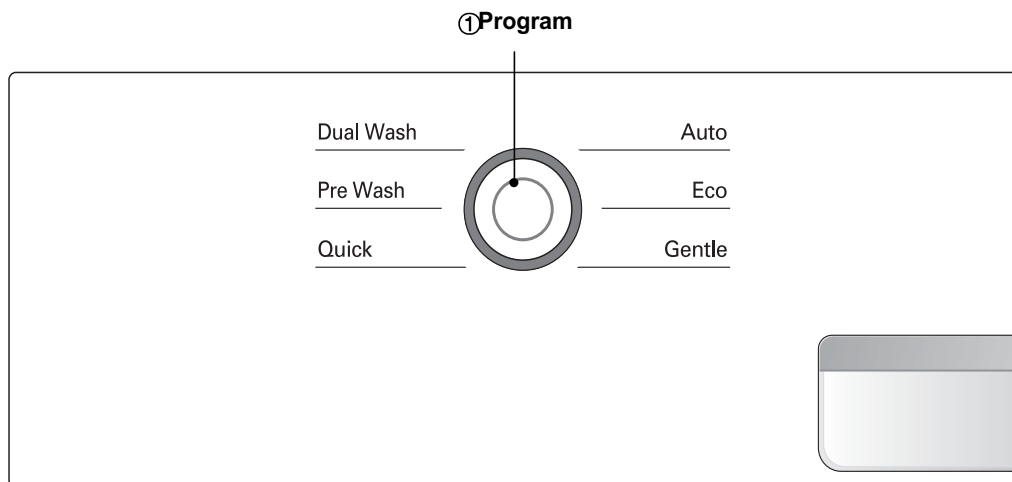 ①Program
Dual Wash
Auto
Pre Wash
Eco
Quick
Gentle